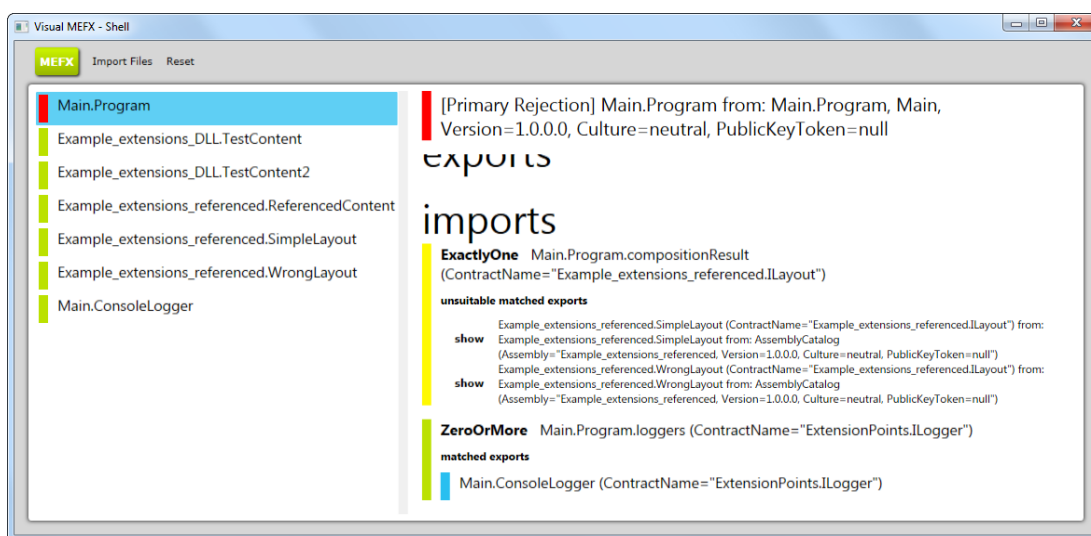 Visual MEFX - Shell
MEFX Import Files Reset
Main.Program
Example_extensions_DLL.TestContent
Example_extensions_DLL.TestContent2
Example_extensions_referenced.ReferencedContent
Example_extensions_referenced.SimpleLayout
Example_extensions_referenced.WrongLayout
Main.ConsoleLogger
[Primary Rejection] Main.Program from: Main.Program, Main,
Version=1.0.0.0, Culture=neutral, PublicKeyToken=null
exports
imports
ExactlyOne Main.Program.compositionResult
(ContractName="Example_extensions_referenced.ILayout")
unsuitable matched exports
show
Example_extensions_referenced.SimpleLayout (ContractName="Example_extensions_referenced.ILayout") from:
Example_extensions_referenced.SimpleLayout from: AssemblyCatalog
(Assembly="Example_extensions_referenced, Version=1.0.0.0, Culture=neutral, PublicKeyToken=null")
show
Example_extensions_referenced.WrongLayout (ContractName="Example_extensions_referenced.ILayout") from:
Example_extensions_referenced.WrongLayout from: AssemblyCatalog
(Assembly="Example_extensions_referenced, Version=1.0.0.0, Culture=neutral, PublicKeyToken=null")
ZeroOrMore Main.Program.loggers (ContractName="ExtensionPoints.ILogger")
matched exports
Main.ConsoleLogger (ContractName="ExtensionPoints.ILogger")